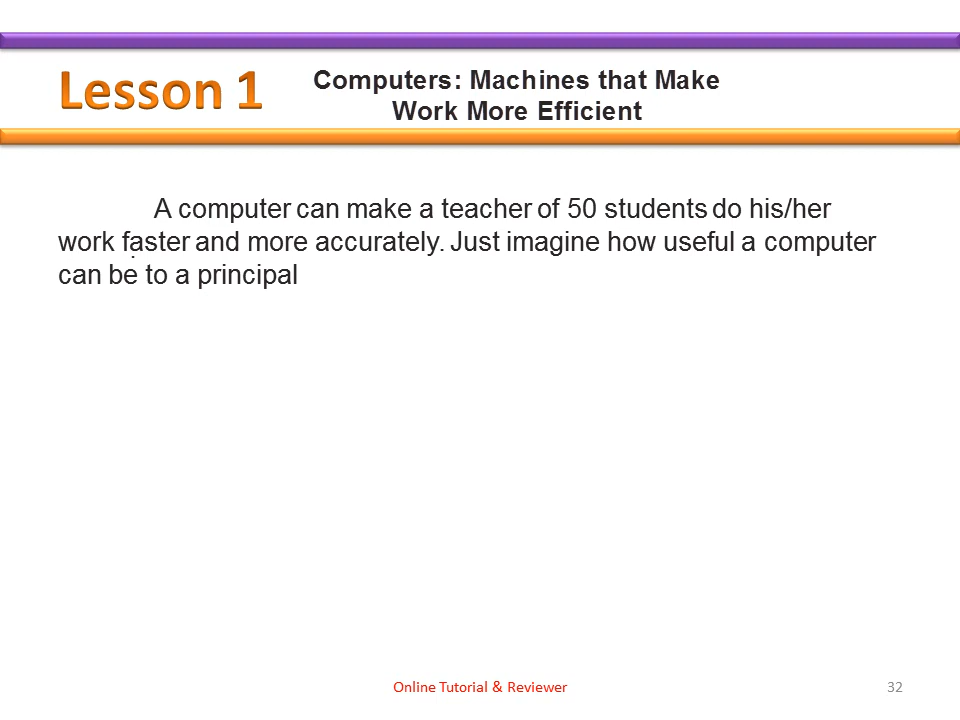 Lesson 1
Computers: Machines that Make
Work More Efficient
A computer can make a teacher of 50 students do his/her
work faster and more accurately. Just imagine how useful a computer
can be to a principal
.
Online Tutorial & Reviewer
32